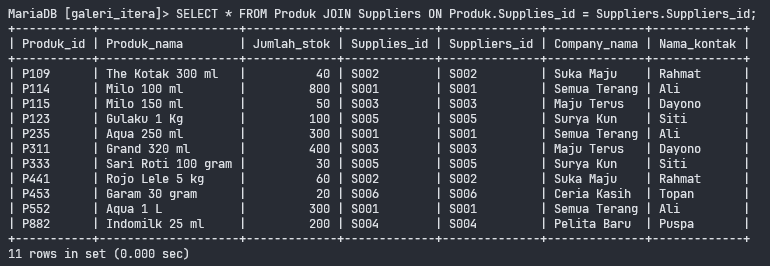 MariaDB [galeri_itera]> SELECT * FROM Produk JOIN Suppliers ON Produk.Supplies_id = Suppliers.Suppliers_id;
+-----------+--------------------+-------------+-------------+--------------+--------------+-------------+
| Produk_id | Produk_nama        | Jumlah_stok | Supplies_id | Suppliers_id | Company_nama | Nama_kontak |
+-----------+--------------------+-------------+-------------+--------------+--------------+-------------+
| P109      | The Kotak 300 ml   |          40 | S002        | S002         | Suka Maju    | Rahmat      |
| P114      | Milo 100 ml        |         800 | S001        | S001         | Semua Terang | Ali         |
| P115      | Milo 150 ml        |          50 | S003        | S003         | Maju Terus   | Dayono      |
| P123      | Gulaku 1 Kg        |         100 | S005        | S005         | Surya Kun    | Siti        |
| P235      | Aqua 250 ml        |         300 | S001        | S001         | Semua Terang | Ali         |
| P311      | Grand 320 ml       |         400 | S003        | S003         | Maju Terus   | Dayono      |
| P333      | Sari Roti 100 gram |          30 | S005        | S005         | Surya Kun    | Siti        |
| P441      | Rojo Lele 5 kg     |          60 | S002        | S002         | Suka Maju    | Rahmat      |
| P453      | Garam 30 gram      |          20 | S006        | S006         | Ceria Kasih  | Topan       |
| P552      | Aqua 1 L           |         300 | S001        | S001         | Semua Terang | Ali         |
| P882      | Indomilk 25 ml     |         200 | S004        | S004         | Pelita Baru  | Puspa       |
+-----------+--------------------+-------------+-------------+--------------+--------------+-------------+
11 rows in set (0.000 sec)